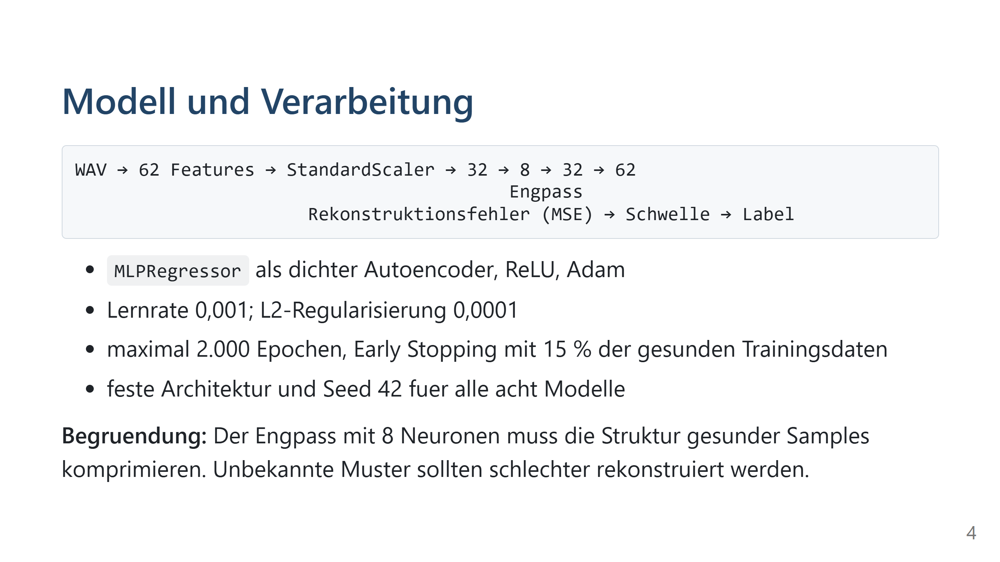 Modell und Verarbeitung
WAV → 62 Features → StandardScaler → 32 → 8 → 32 → 62
Engpass
Rekonstruktionsfehler (MSE) → Schwelle → Label
• MLPRegressor als dichter Autoencoder, ReLU, Adam
• Lernrate 0,001; L2-Regularisierung 0,0001
• maximal 2.000 Epochen, Early Stopping mit 15 % der gesunden Trainingsdaten
• feste Architektur und Seed 42 fuer alle acht Modelle
Begruendung: Der Engpass mit 8 Neuronen muss die Struktur gesunder Samples
komprimieren. Unbekannte Muster sollten schlechter rekonstruiert werden.
4